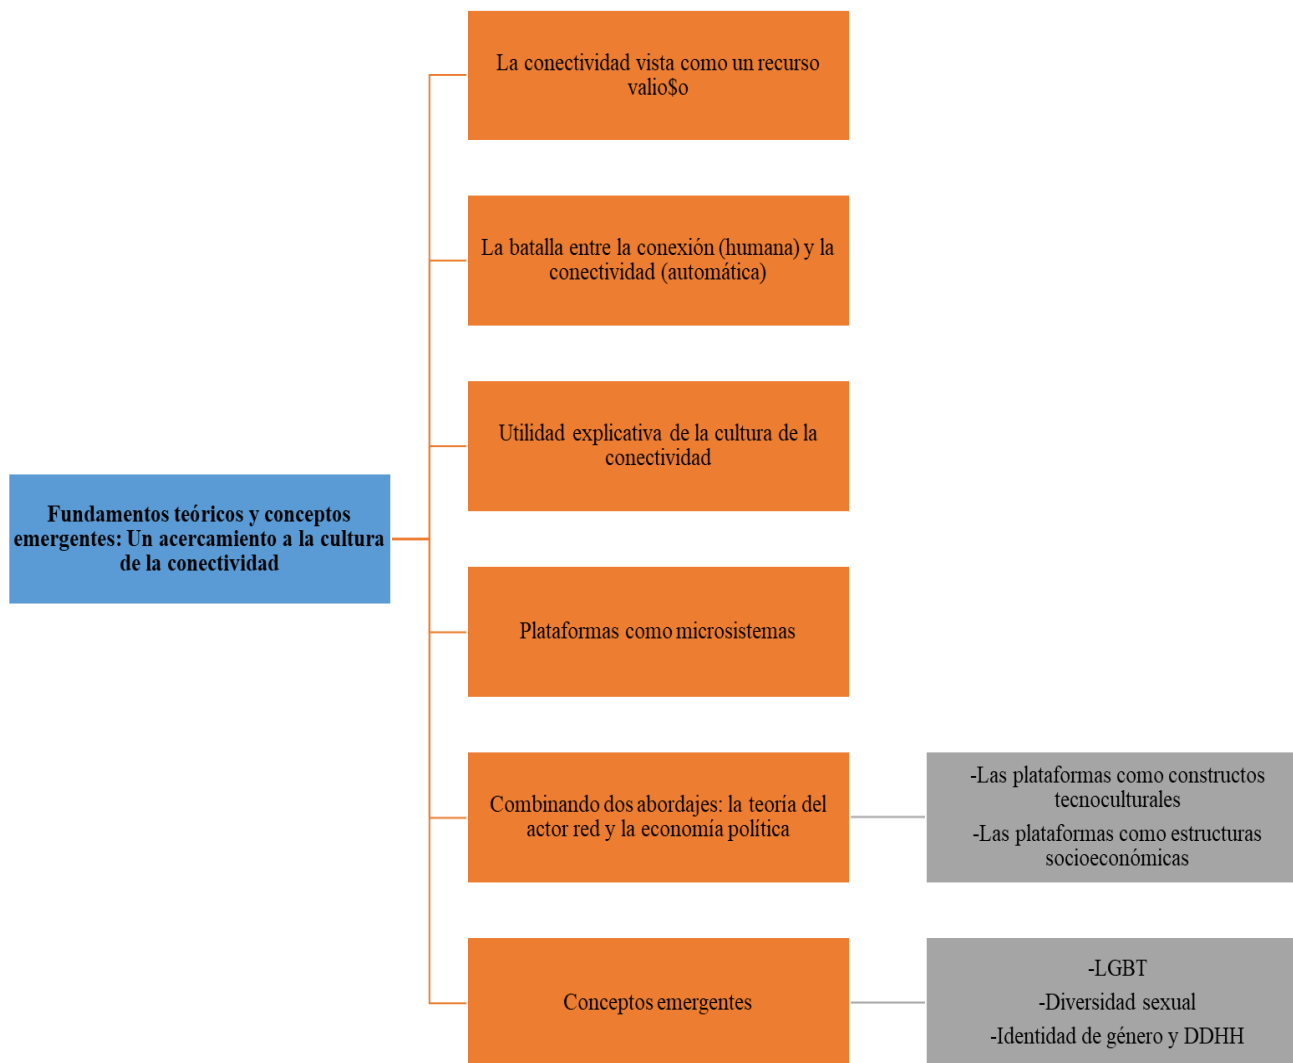 La conectividad vista como un recurso
valio$o
La batalla entre la conexión (humana) y la
conectividad (automática)
Utilidad explicativa de la cultura de la
conectividad
Fundamentos teóricos y conceptos
emergentes: Un acercamiento a la cultura
de la conectividad
Plataformas como microsistemas
Combinando dos abordajes: la teoría del
actor red y la economía política
-Las plataformas como constructos
tecnoculturales
-Las plataformas como estructuras
socioeconómicas
Conceptos emergentes
-LGBT
-Diversidad sexual
-Identidad de género y DDHH